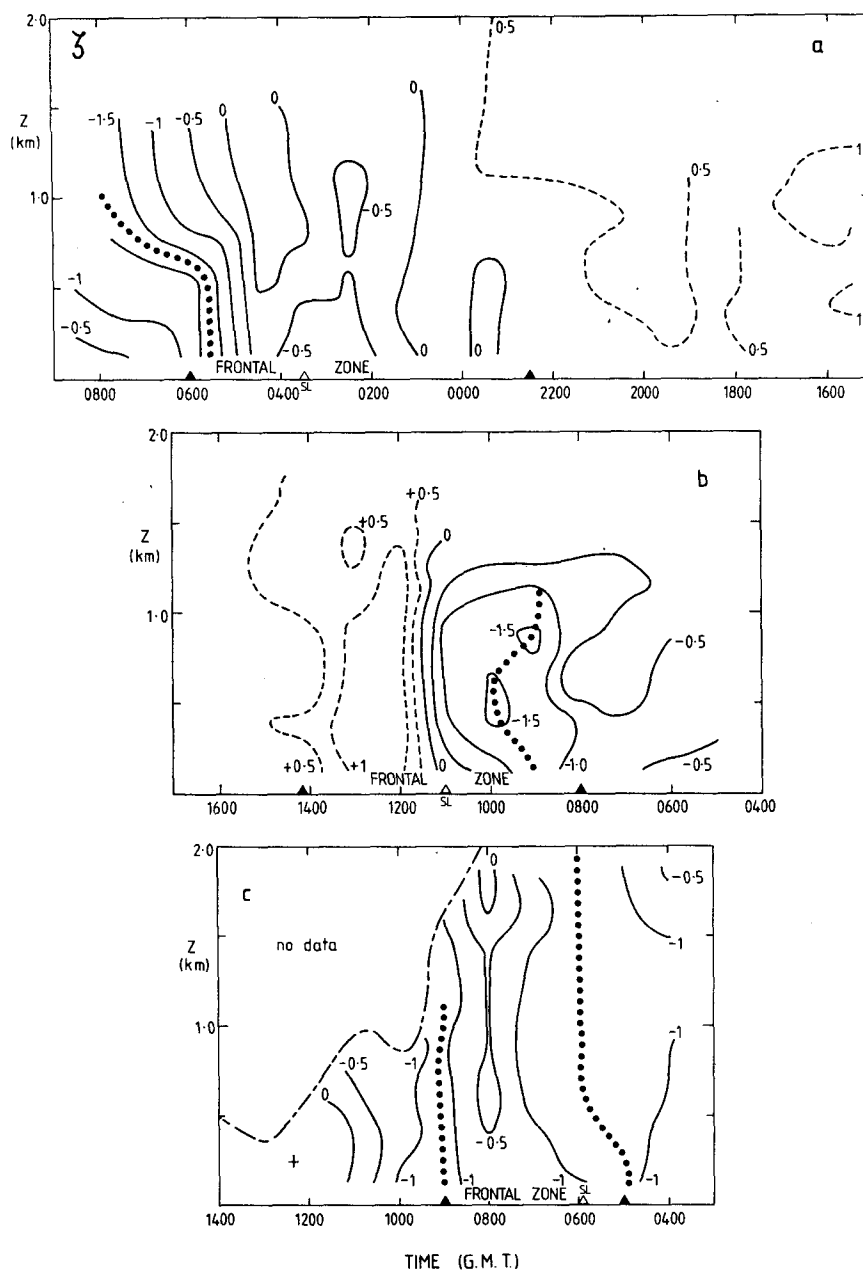 ζ a
2.0
0.5
-1.5 -1 -0.5 0 0 0
Z
(km)
1
1.0
0.5
-0.5
-1
-0.5
-0.5 0 0 0 0.5 1
FRONTAL ZONE
SL
0800 0600 0400 0200 0000 2200 2000 1800 1600
2.0
b
+0.5
+0.5
0
Z
(km)
1.0
-1.5
-0.5
-1.5
+0.5 +1 0 -1.0 -0.5
FRONTAL ZONE
SL
1600 1400 1200 1000 0800 0600 0400
2.0
c
0
-0.5
no data
Z
(km)
-1
1.0
-1
-1
-0.5
0
-0.5
+
-1 -1 -1 -1
FRONTAL ZONE
SL
1400 1200 1000 0800 0600 0400
TIME (G.M.T.)